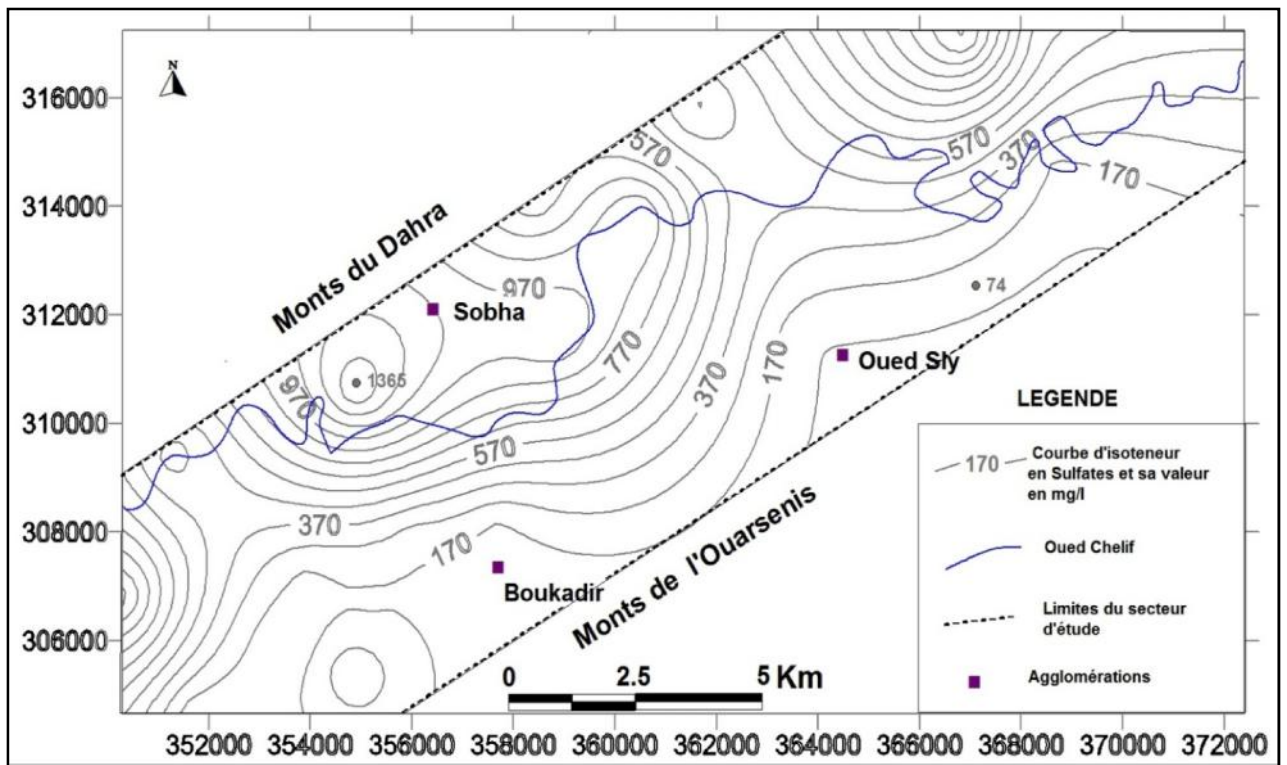 N
316000
314000
312000
310000
308000
306000
Monts du Dahra
570
570
370
170
970
Sobha
74
1365
970
770
370
170
Oued Sly
570
370
170
Boukadir
Monts de l'Ouarsenis
LEGENDE
170
Courbe d'isoteneur
en Sulfates et sa valeur
en mg/l
Oued Chelif
Limites du secteur
d'étude
Agglomérations
0 2.5 5 Km
352000 354000 356000 358000 360000 362000 364000 366000 368000 370000 372000